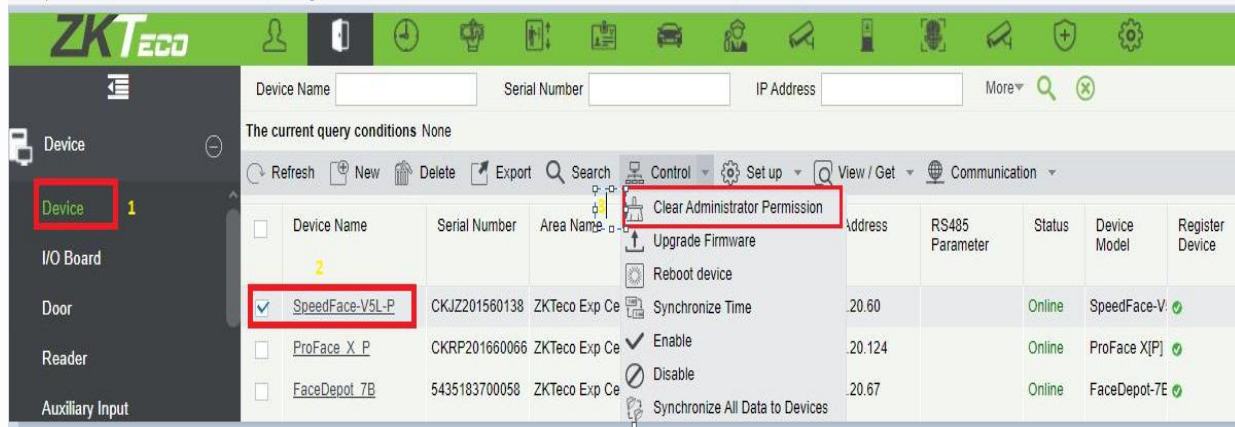 ZKTECO
Device Name Serial Number IP Address More
The current query conditions None
Device
Refresh New Delete Export Search Control Set up View / Get Communication
Device 1
3 Clear Administrator Permission
Device Name Serial Number Area Name Address RS485 Parameter Status Device Model Register Device
Upgrade Firmware
I/O Board
2 Reboot device
Door
SpeedFace-V5L-P CKJZ201560138 ZKTeco Exp Ce Synchronize Time .20.60 Online SpeedFace-V
Reader
ProFace X P CKRP201660066 ZKTeco Exp Ce Enable .20.124 Online ProFace X[P]
Disable
FaceDepot 7B 5435183700058 ZKTeco Exp Ce .20.67 Online FaceDepot-7E
Auxiliary Input
Synchronize All Data to Devices